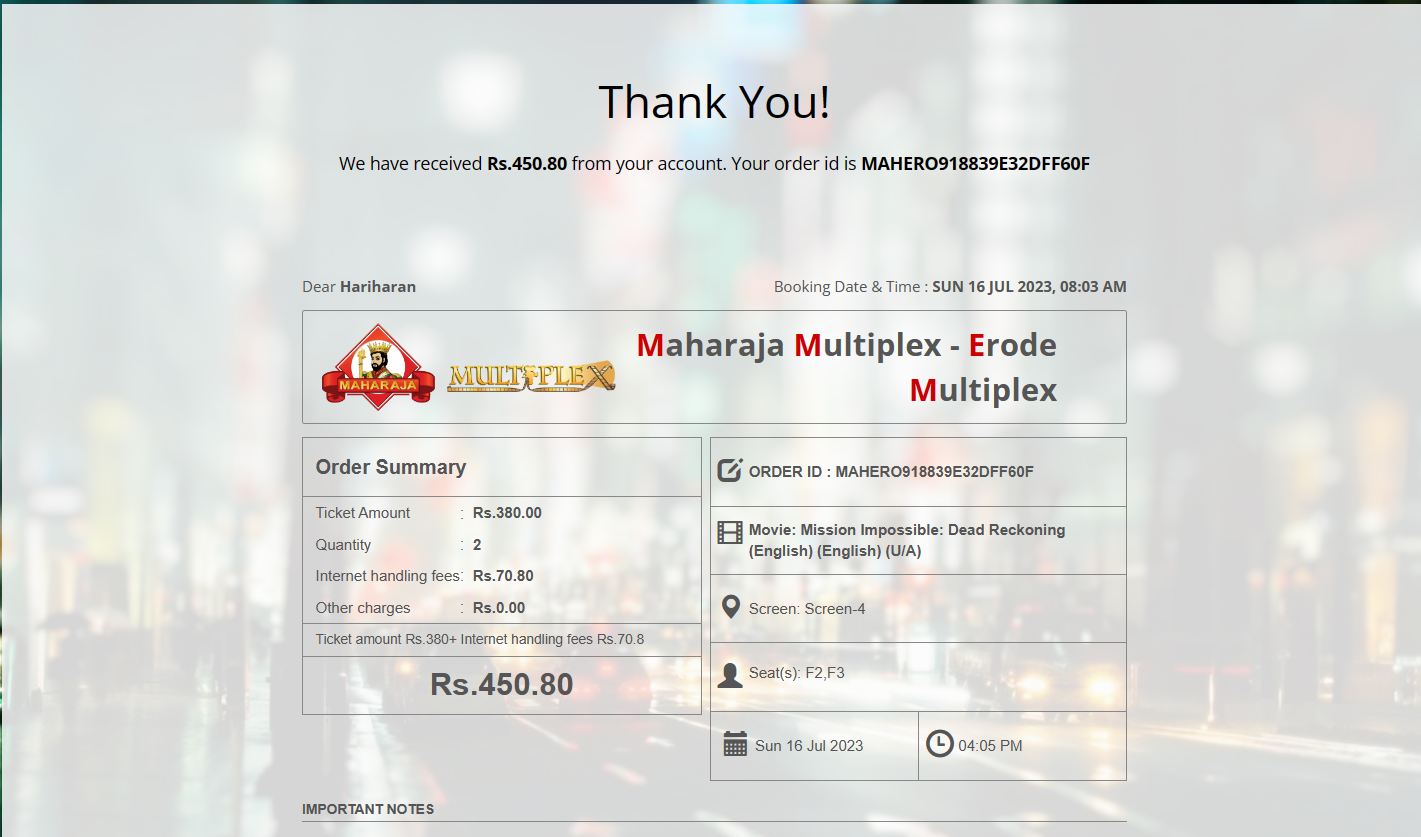 Thank You!
We have received Rs.450.80 from your account. Your order id is MAHERO918839E32DFF60F
Dear Hariharan
Booking Date & Time : SUN 16 JUL 2023, 08:03 AM
MAHARAJA
MULTIPLEX
Maharaja Multiplex - Erode
Multiplex
Order Summary
Ticket Amount : Rs.380.00
Quantity : 2
Internet handling fees: Rs.70.80
Other charges : Rs.0.00
Ticket amount Rs.380+ Internet handling fees Rs.70.8
Rs.450.80
ORDER ID : MAHERO918839E32DFF60F
Movie: Mission Impossible: Dead Reckoning
(English) (English) (U/A)
Screen: Screen-4
Seat(s): F2,F3
Sun 16 Jul 2023
04:05 PM
IMPORTANT NOTES